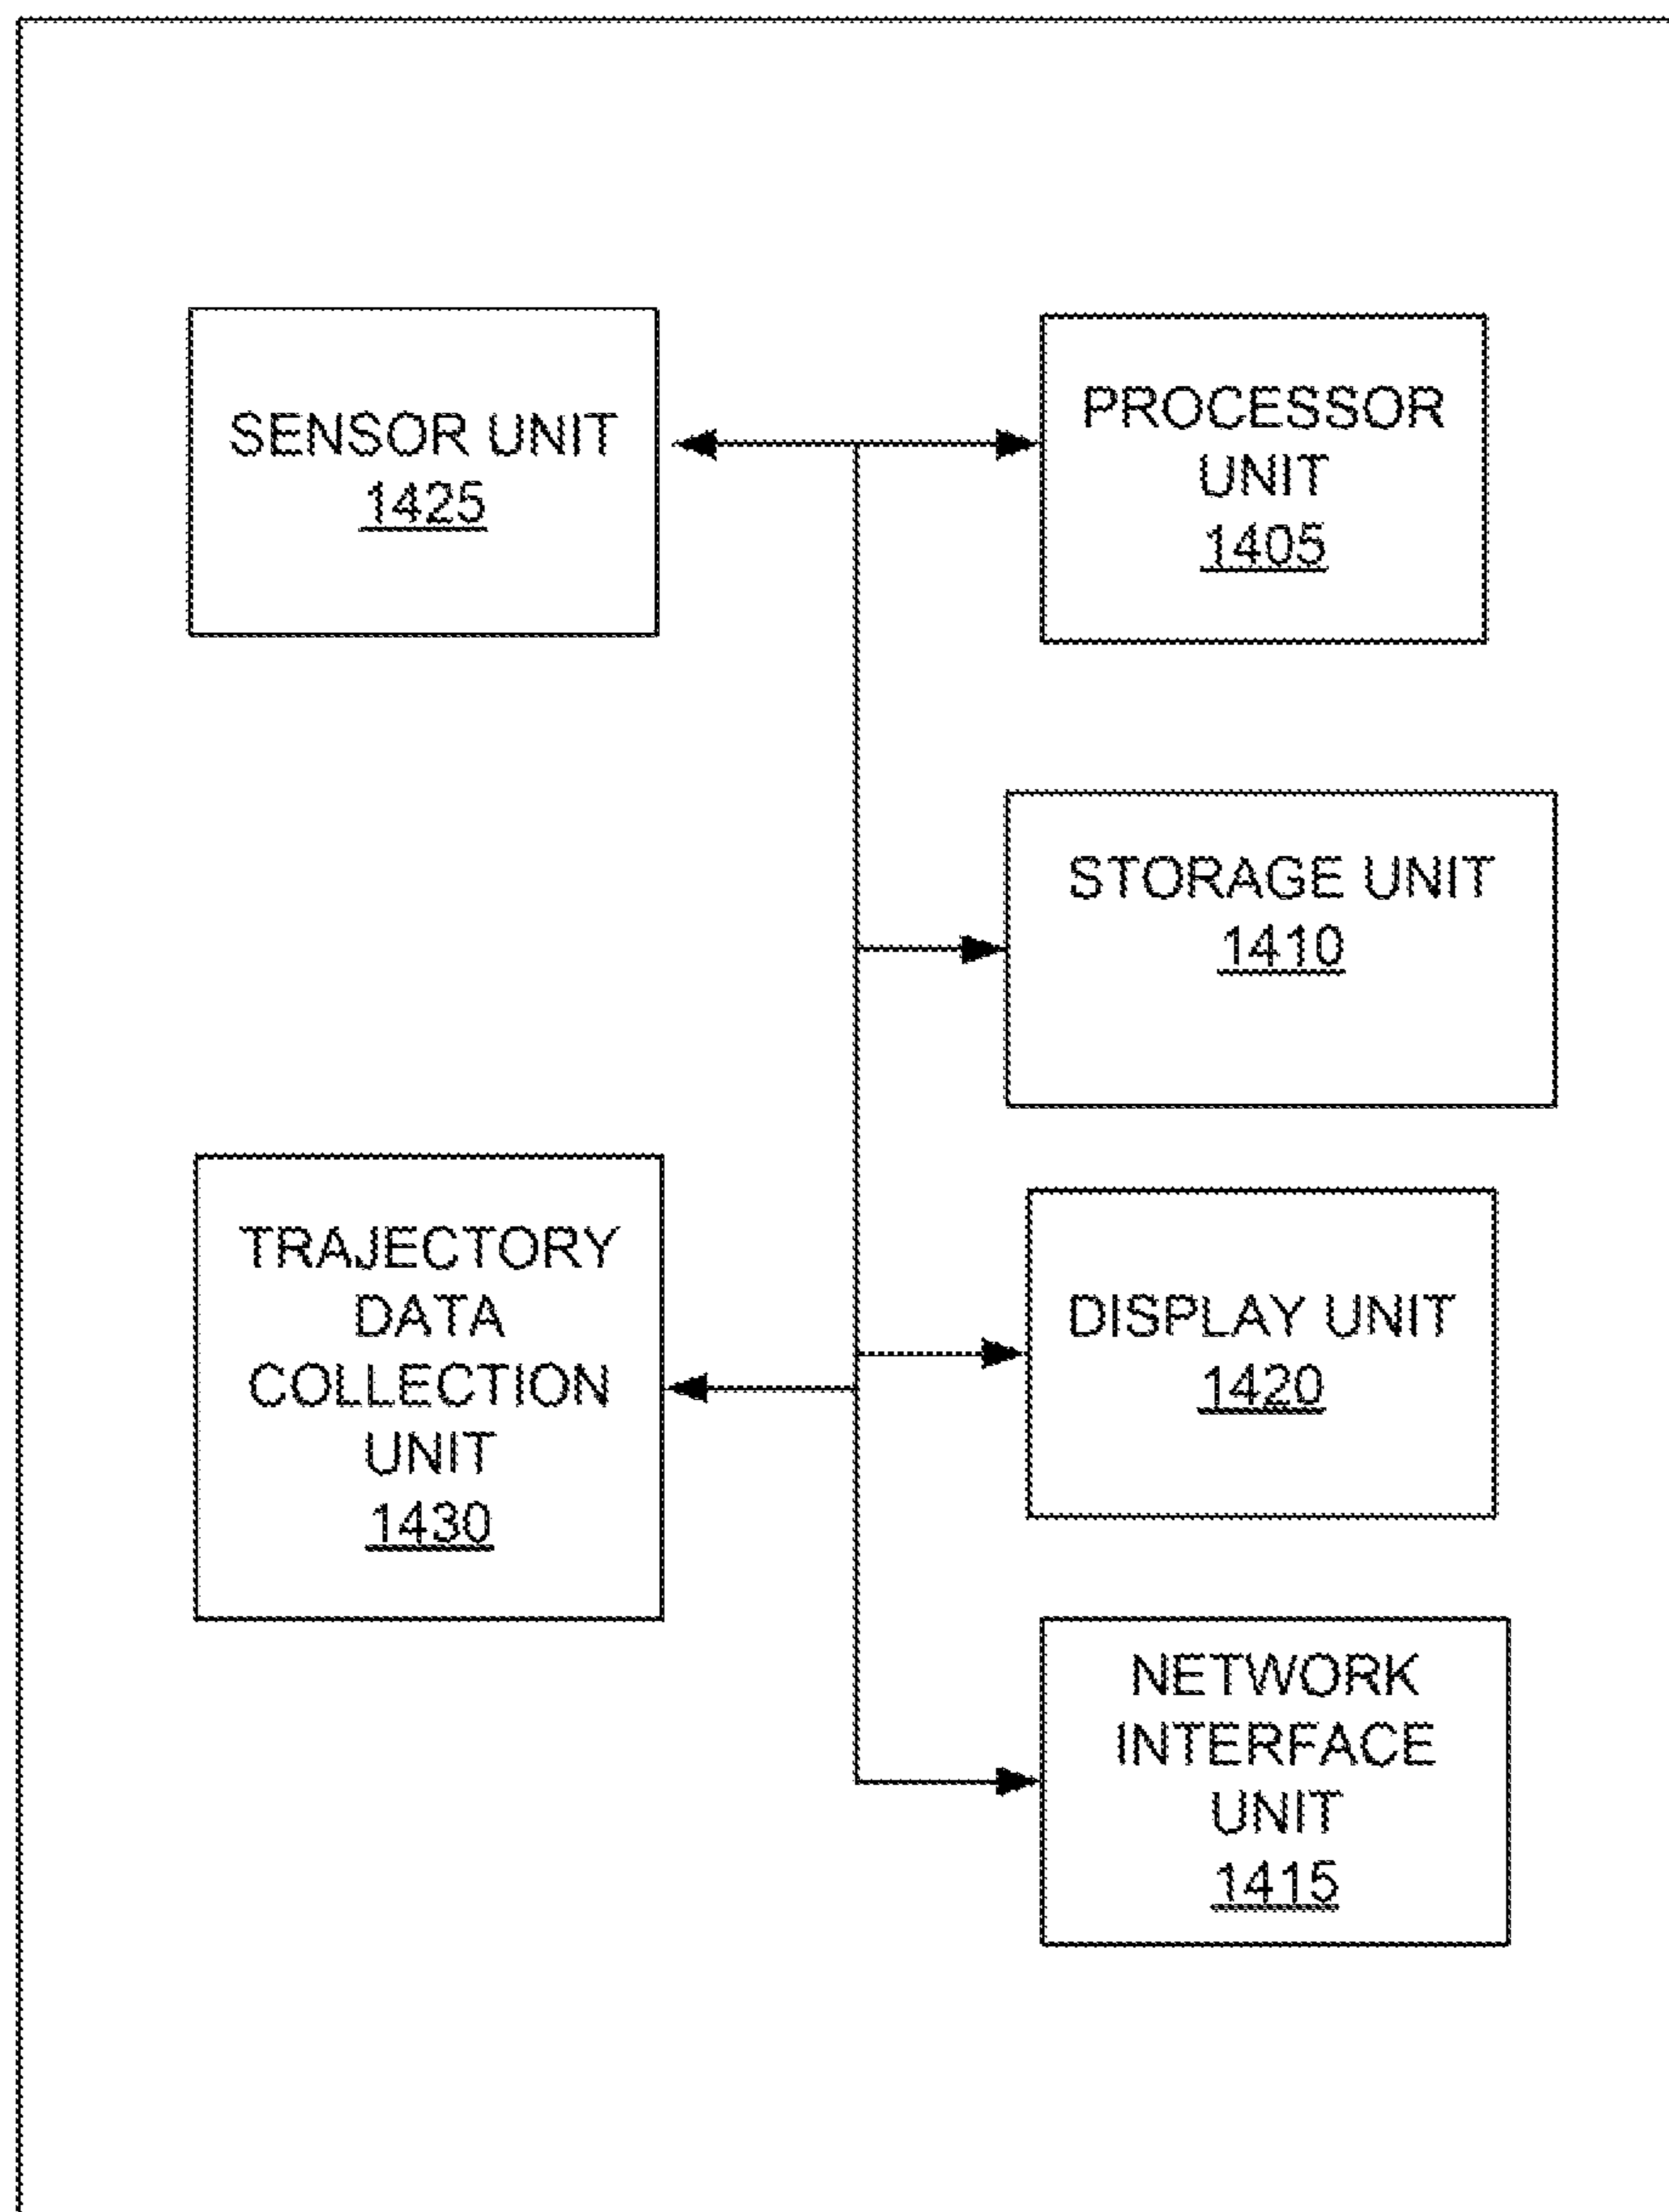 SENSOR UNIT
1425
PROCESSOR
UNIT
1405
STORAGE UNIT
1410
TRAJECTORY
DATA
COLLECTION
UNIT
1430
DISPLAY UNIT
1420
NETWORK
INTERFACE
UNIT
1415